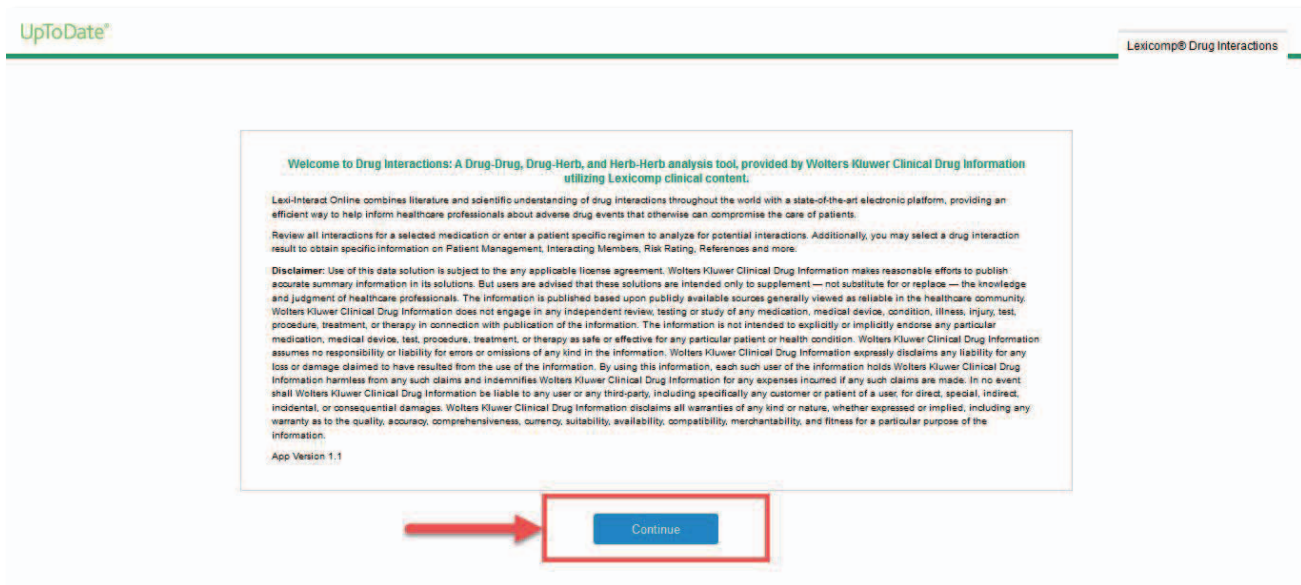 UpToDate®
Lexicomp® Drug Interactions
Welcome to Drug Interactions: A Drug-Drug, Drug-Herb, and Herb-Herb analysis tool, provided by Wolters Kluwer Clinical Drug Information
utilizing Lexicomp clinical content.
Lexi-Interact Online combines literature and scientific understanding of drug interactions throughout the world with a state-of-the-art electronic platform, providing an
efficient way to help inform healthcare professionals about adverse drug events that otherwise can compromise the care of patients.
Review all interactions for a selected medication or enter a patient specific regimen to analyze for potential interactions. Additionally, you may select a drug interaction
result to obtain specific information on Patient Management, Interacting Members, Risk Rating, References and more.
Disclaimer: Use of this data solution is subject to the any applicable license agreement. Wolters Kluwer Clinical Drug Information makes reasonable efforts to publish
accurate summary information in its solutions. But users are advised that these solutions are intended only to supplement — not substitute for or replace — the knowledge
and judgment of healthcare professionals. The information is published based upon publicly available sources generally viewed as reliable in the healthcare community.
Wolters Kluwer Clinical Drug Information does not engage in any independent review, testing or study of any medication, medical device, condition, illness, injury, test,
procedure, treatment, or therapy in connection with publication of the information. The information is not intended to explicitly or implicitly endorse any particular
medication, medical device, test, procedure, treatment, or therapy as safe or effective for any particular patient or health condition. Wolters Kluwer Clinical Drug Information
assumes no responsibility or liability for errors or omissions of any kind in the information. Wolters Kluwer Clinical Drug Information expressly disclaims any liability for any
loss or damage claimed to have resulted from the use of the information. By using this information, each such user of the information holds Wolters Kluwer Clinical Drug
Information harmless from any such claims and indemnifies Wolters Kluwer Clinical Drug Information for any expenses incurred if any such claims are made. In no event
shall Wolters Kluwer Clinical Drug Information be liable to any user or any third-party, including specifically any customer or patient of a user, for direct, special, indirect,
incidental, or consequential damages. Wolters Kluwer Clinical Drug Information disclaims all warranties of any kind or nature, whether expressed or implied, including any
warranty as to the quality, accuracy, comprehensiveness, currency, suitability, availability, compatibility, merchantability, and fitness for a particular purpose of the
information.
App Version 1.1
Continue